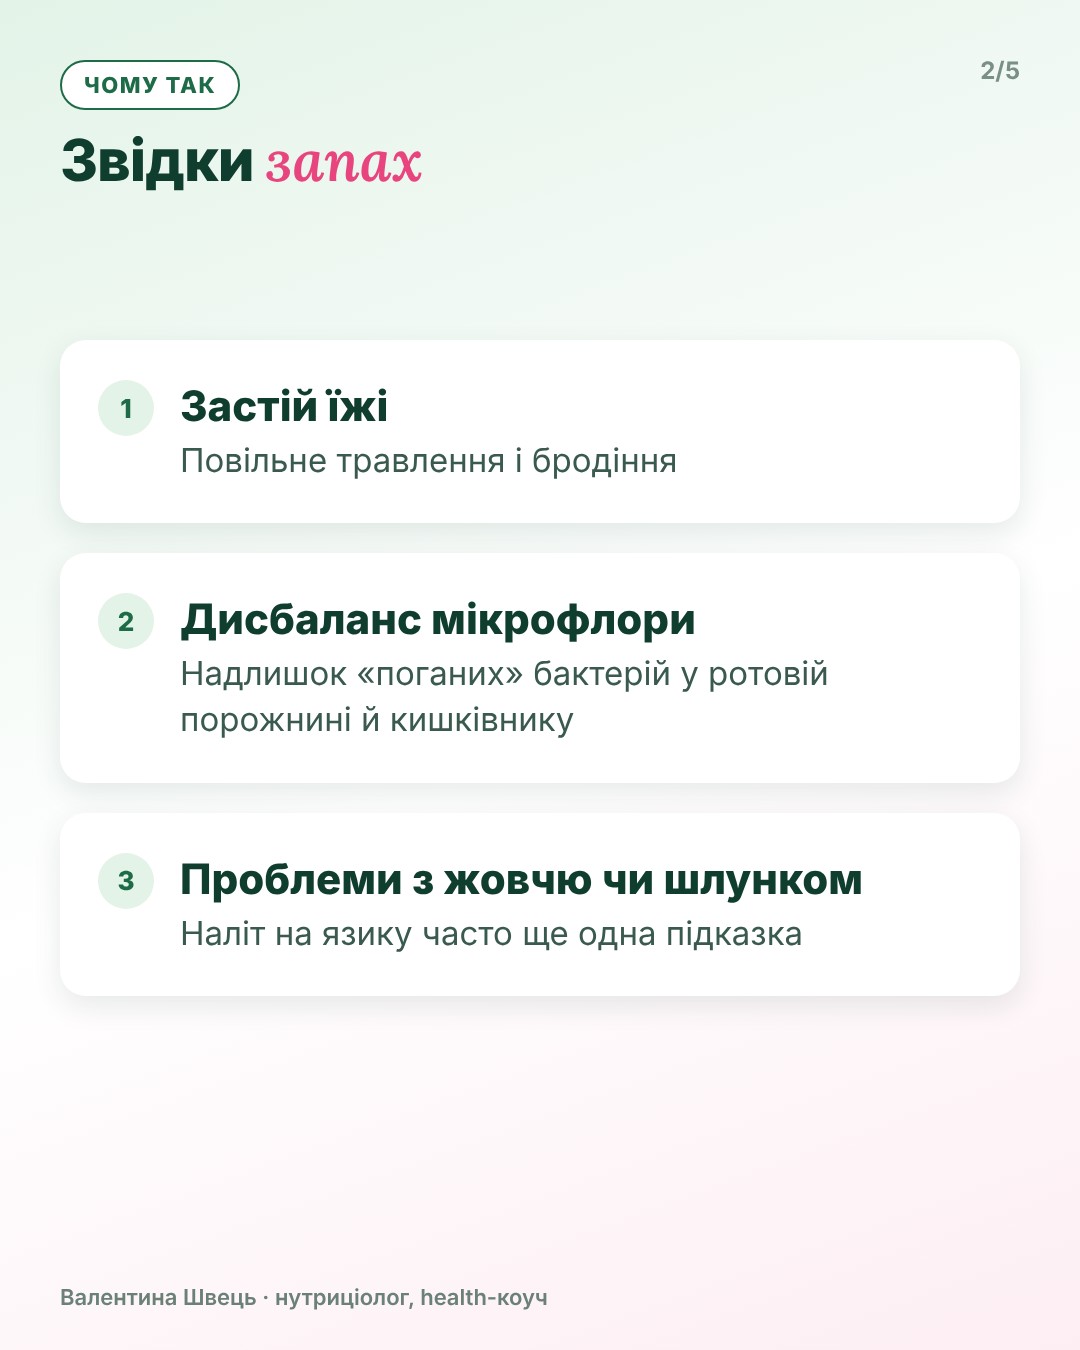 ЧОМУ ТАК
2/5
Звідки запах
1
Застій їжі
Повільне травлення і бродіння
2
Дисбаланс мікрофлори
Надлишок «поганих» бактерій у ротовій
порожнині й кишківнику
3
Проблеми з жовчю чи шлунком
Наліт на язику часто ще одна підказка
Валентина Швець · нутриціолог, health-коуч